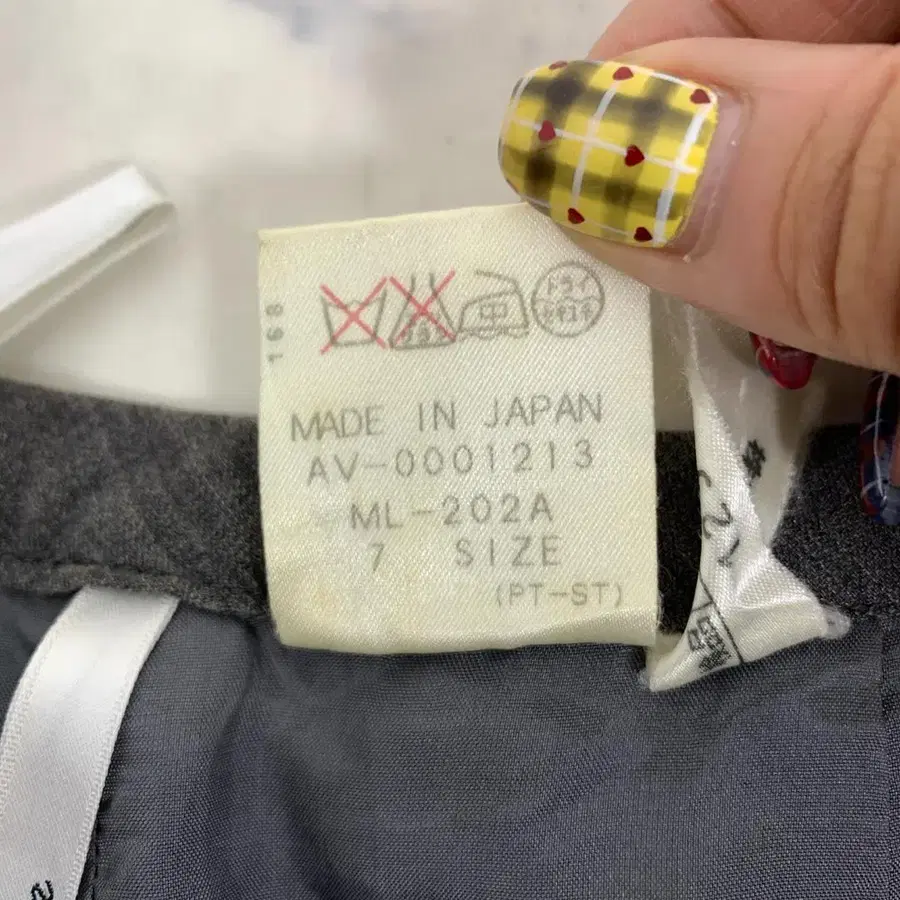 168
中
ドライ
MADE IN JAPAN
AV-0001213
ML-202A
7 SIZE
(PT-ST)